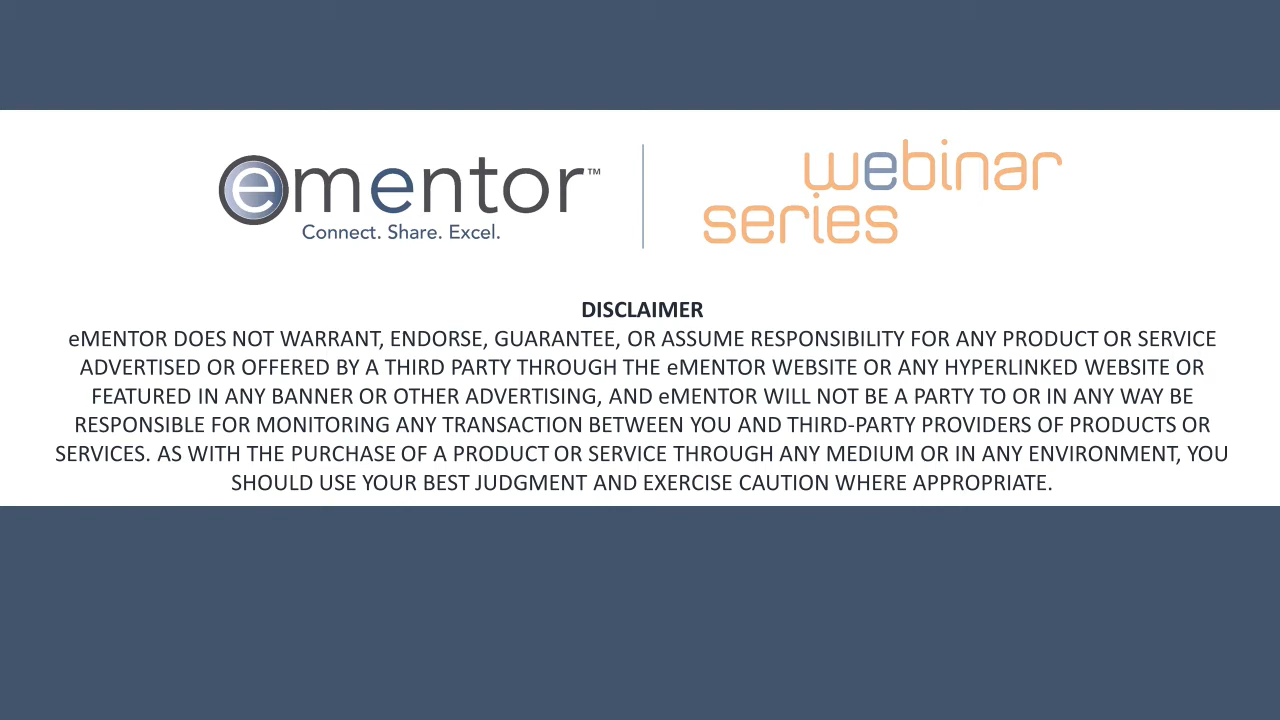 ementor™
Connect. Share. Excel.
webinar
series
DISCLAIMER
eMENTOR DOES NOT WARRANT, ENDORSE, GUARANTEE, OR ASSUME RESPONSIBILITY FOR ANY PRODUCT OR SERVICE
ADVERTISED OR OFFERED BY A THIRD PARTY THROUGH THE eMENTOR WEBSITE OR ANY HYPERLINKED WEBSITE OR
FEATURED IN ANY BANNER OR OTHER ADVERTISING, AND eMENTOR WILL NOT BE A PARTY TO OR IN ANY WAY BE
RESPONSIBLE FOR MONITORING ANY TRANSACTION BETWEEN YOU AND THIRD-PARTY PROVIDERS OF PRODUCTS OR
SERVICES. AS WITH THE PURCHASE OF A PRODUCT OR SERVICE THROUGH ANY MEDIUM OR IN ANY ENVIRONMENT, YOU
SHOULD USE YOUR BEST JUDGMENT AND EXERCISE CAUTION WHERE APPROPRIATE.